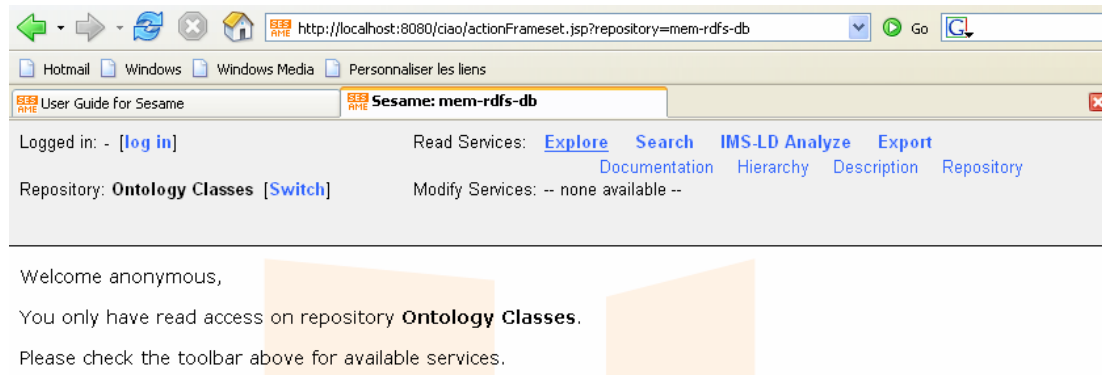 SESAME http://localhost:8080/ciao/actionFrameset.jsp?repository=mem-rdfs-db Go G
Hotmail Windows Windows Media Personnaliser les liens
SESAME User Guide for Sesame SESAME Sesame: mem-rdfs-db
Logged in: - [log in] Read Services: Explore Search IMS-LD Analyze Export
Documentation Hierarchy Description Repository
Repository: Ontology Classes [Switch] Modify Services: -- none available --
Welcome anonymous,
You only have read access on repository Ontology Classes.
Please check the toolbar above for available services.